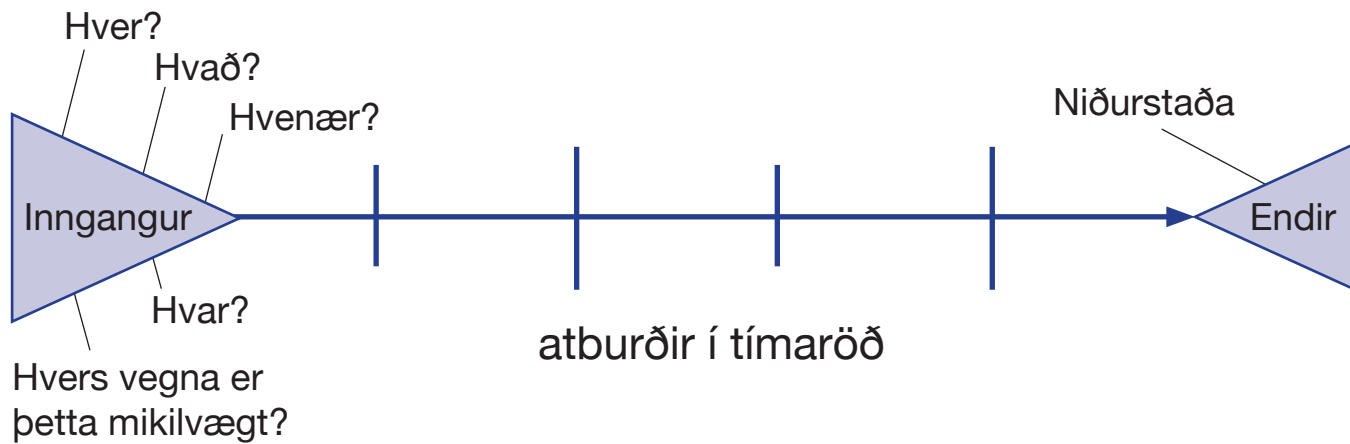 Hver?
Hvað?
Hvenær?
Niðurstaða
Inngangur
Endir
Hvar?
atburðir í tímaröð
Hvers vegna er
þetta mikilvægt?